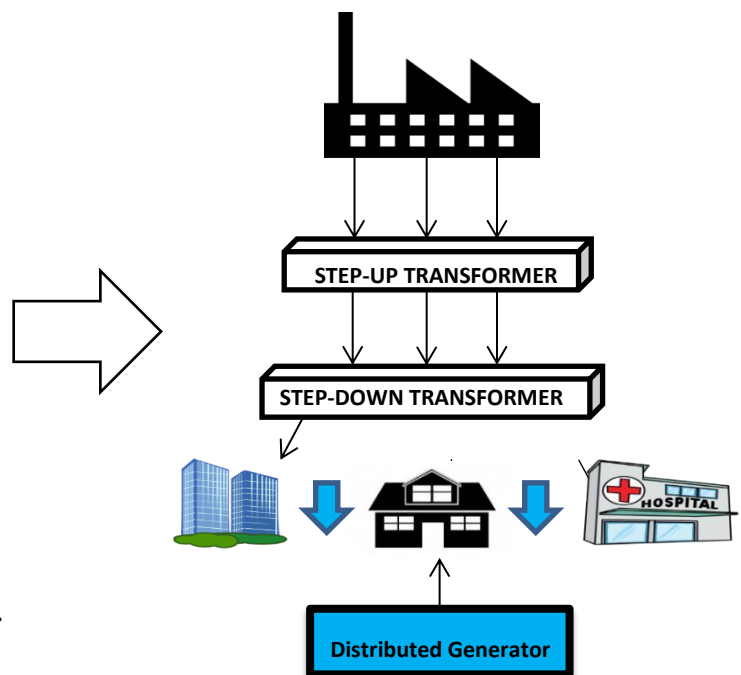 STEP-UP TRANSFORMER
STEP-DOWN TRANSFORMER
HOSPITAL
Distributed Generator